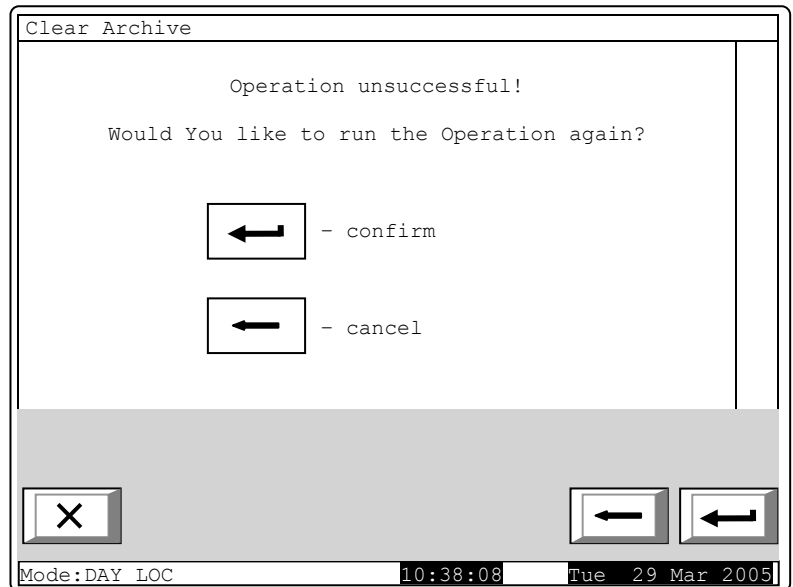 Clear Archive
Operation unsuccessful!
Would You like to run the Operation again?
- confirm
- cancel
Mode:DAY LOC 10:38:08 Tue 29 Mar 2005